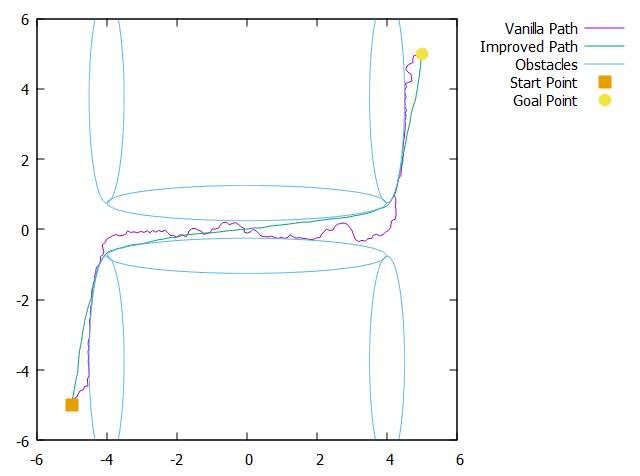 Vanilla Path
Improved Path
Obstacles
Start Point
Goal Point
6
4
2
0
-2
-4
-6
-6 -4 -2 0 2 4 6